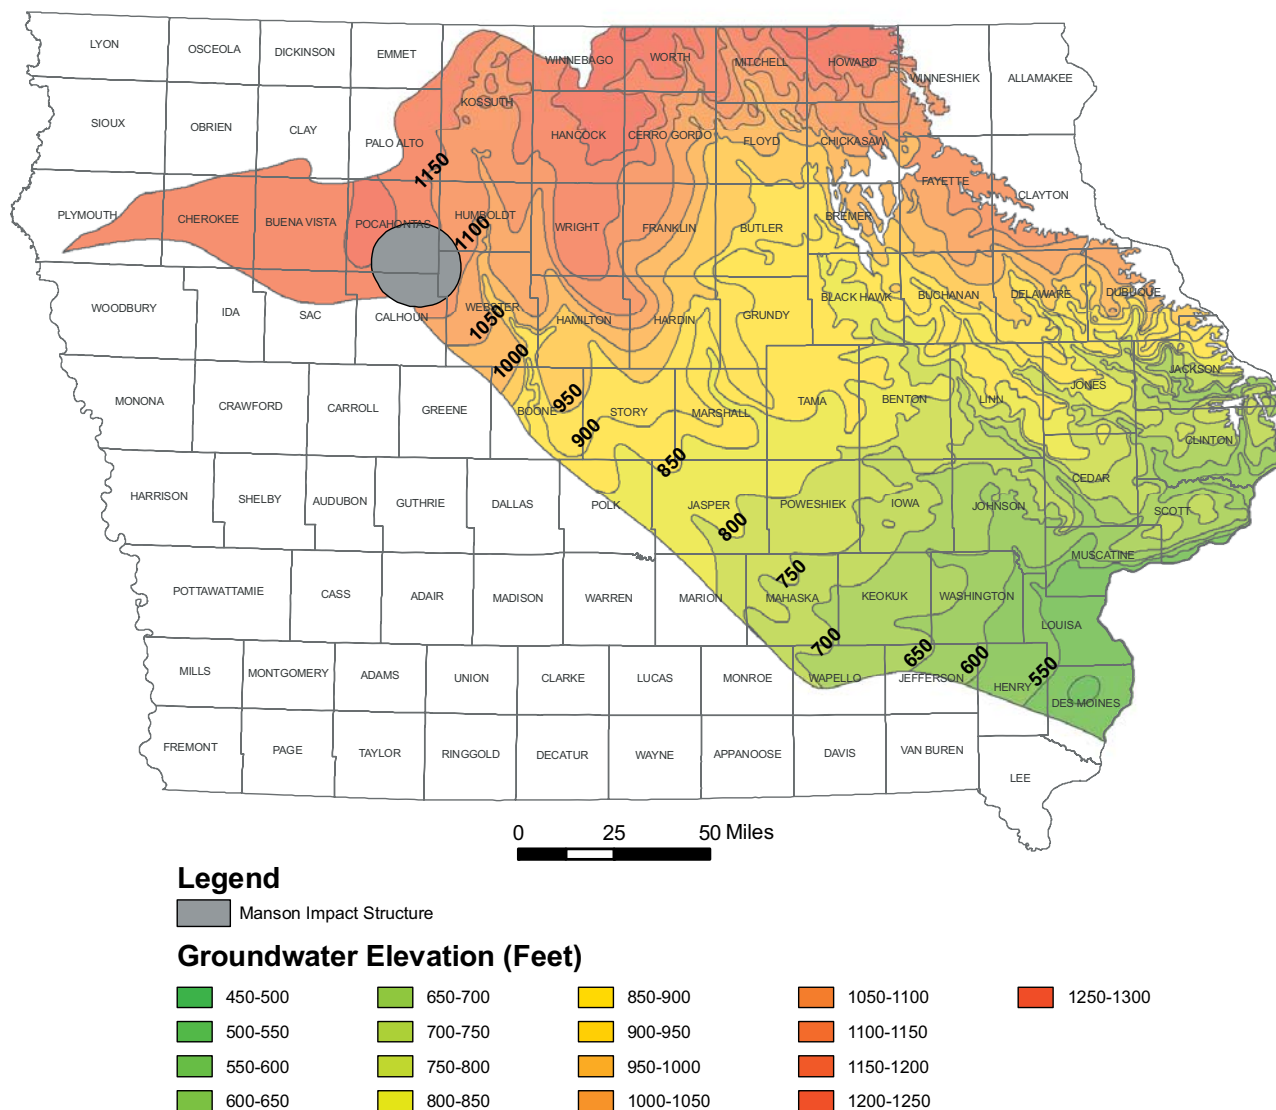 LYON OSCEOLA DICKINSON EMMET WINNEBAGO WORTH MITCHELL HOWARD WINNESHIEK ALLAMAKEE
SIOUX OBRIEN CLAY PALO ALTO KOSSUTH HANCOCK CERRO GORDO FLOYD CHICKASAW
1150
PLYMOUTH CHEROKEE BUENA VISTA POCAHONTAS HUMBOLDT WRIGHT FRANKLIN BUTLER BREMER FAYETTE CLAYTON
1100
WOODBURY IDA SAC CALHOUN WEBSTER HAMILTON HARDIN GRUNDY BLACK HAWK BUCHANAN DELAWARE DUBUQUE
1050
1000
MONONA CRAWFORD CARROLL GREENE BOONE STORY MARSHALL TAMA BENTON LINN JONES JACKSON
950
900
CLINTON
850
HARRISON SHELBY AUDUBON GUTHRIE DALLAS POLK JASPER POWESHIEK IOWA JOHNSON CEDAR SCOTT
800
MUSCATINE
750
POTTAWATTAMIE CASS ADAIR MADISON WARREN MARION MAHASKA KEOKUK WASHINGTON LOUISA
700 650 600 550
MILLS MONTGOMERY ADAMS UNION CLARKE LUCAS MONROE WAPELLO JEFFERSON HENRY DES MOINES
FREMONT PAGE TAYLOR RINGGOLD DECATUR WAYNE APPANOOSE DAVIS VAN BUREN LEE
0 25 50 Miles
Legend
Manson Impact Structure
Groundwater Elevation (Feet)
450-500 650-700 850-900 1050-1100 1250-1300
500-550 700-750 900-950 1100-1150
550-600 750-800 950-1000 1150-1200
600-650 800-850 1000-1050 1200-1250